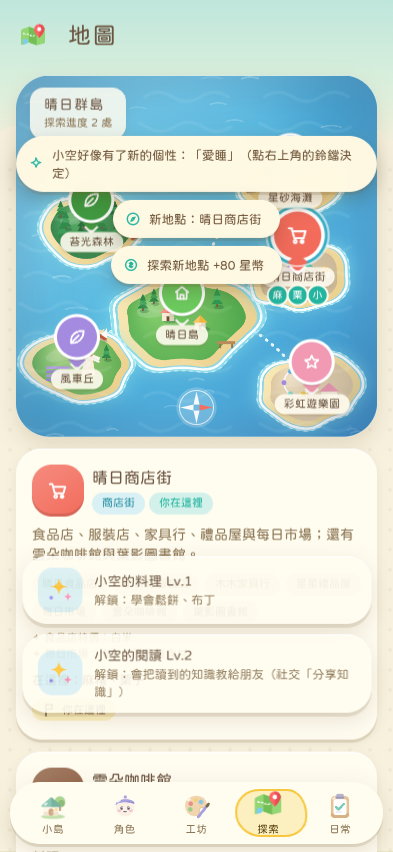 地圖
晴日群島
探索進度 2 處
小空好像有了新的個性：「愛睡」（點右上角的鈴鐺決
定）
星砂海灘
新地點：晴日商店街
苔光森林
探索新地點 +80 星幣
日商店街
麻 栗 小
晴日島
風車丘
彩虹遊樂園
晴日商店街
商店街
你在這裡
食品店、服裝店、家具行、禮品屋與每日市場；還有
雲朵咖啡館與葉影圖書館。
小空的料理 Lv.1
解鎖：學會鬆餅、布丁
小空的閱讀 Lv.2
解鎖：會把讀到的知識教給朋友（社交「分享知
識」）
你在這裡
雲朵咖啡館
小島
角色
工坊
探索
日常